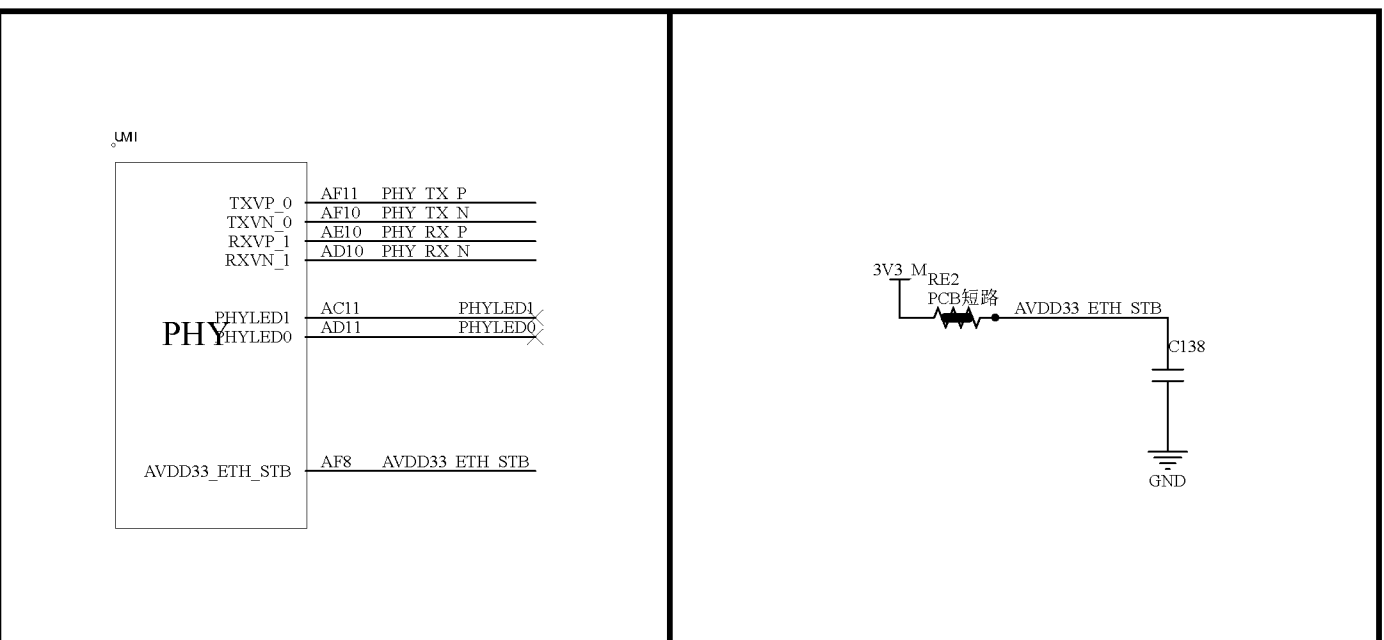 TXVP_0 AF11 PHY_TX_P
TXVN_0 AF10 PHY_TX_N
RXVP_1 AE10 PHY_RX_P
RXVN_1 AD10 PHY_RX_N
PHYLED1 AC11 PHYLED1
PHYLED0 AD11 PHYLED0
PHY
AVDD33_ETH_STB AF8 AVDD33_ETH_STB
3V3_M
RE2
PCB短路
AVDD33_ETH_STB
C138
GND